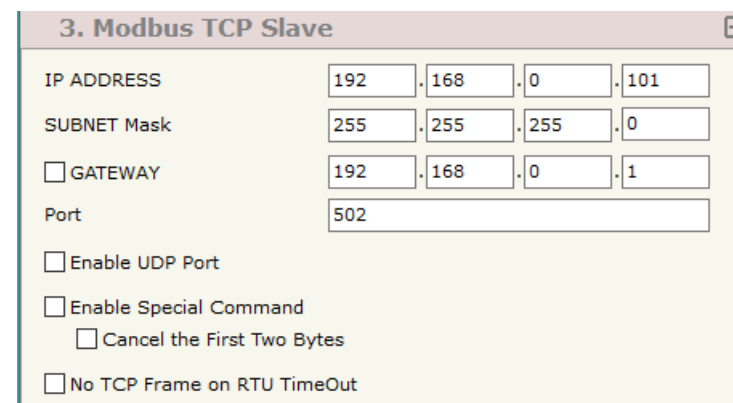 3. Modbus TCP Slave
IP ADDRESS 192 . 168 . 0 . 101
SUBNET Mask 255 . 255 . 255 . 0
GATEWAY 192 . 168 . 0 . 1
Port 502
Enable UDP Port
Enable Special Command
Cancel the First Two Bytes
No TCP Frame on RTU TimeOut